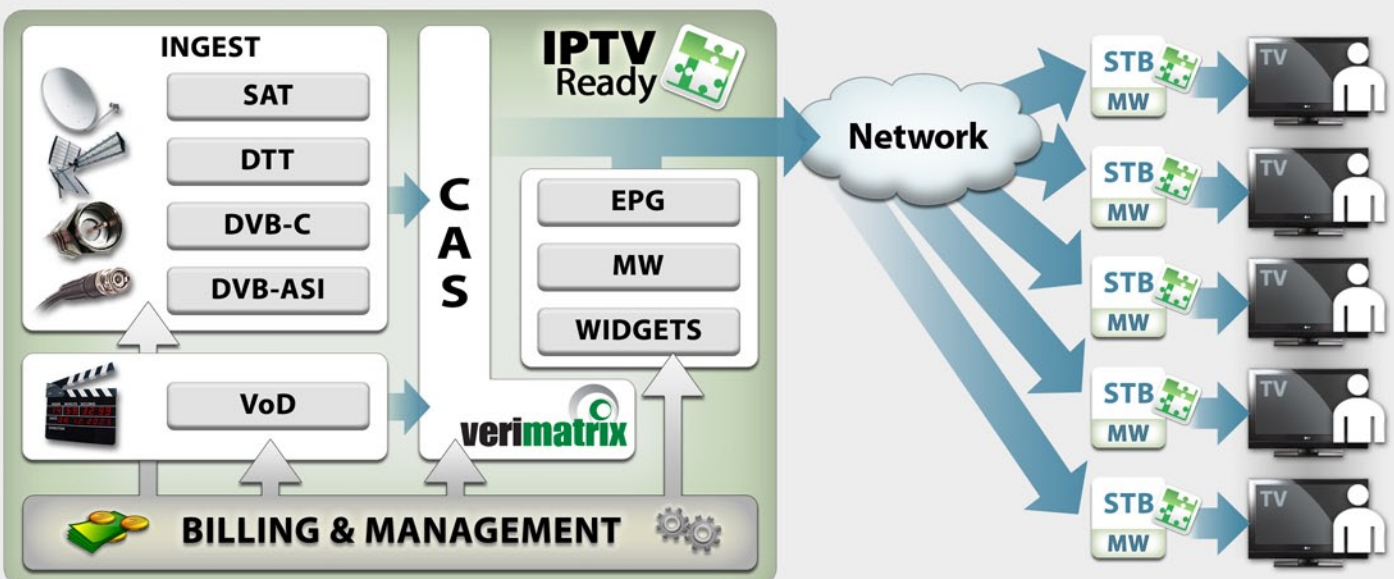 INGEST
SAT
DTT
DVB-C
DVB-ASI
VoD
C
A
S
verimatrix
IPTV
Ready
EPG
MW
WIDGETS
BILLING & MANAGEMENT
Network
STB
MW
TV
STB
MW
TV
STB
MW
TV
STB
MW
TV
STB
MW
TV